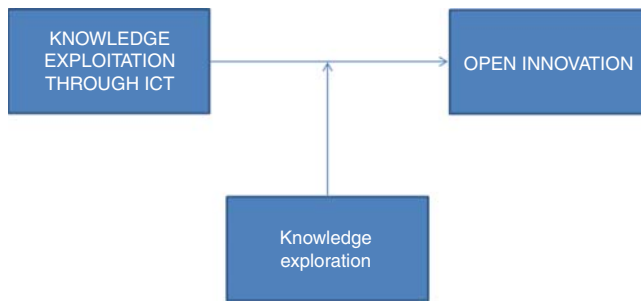 KNOWLEDGE
EXPLOITATION
THROUGH ICT
OPEN INNOVATION
Knowledge
exploration